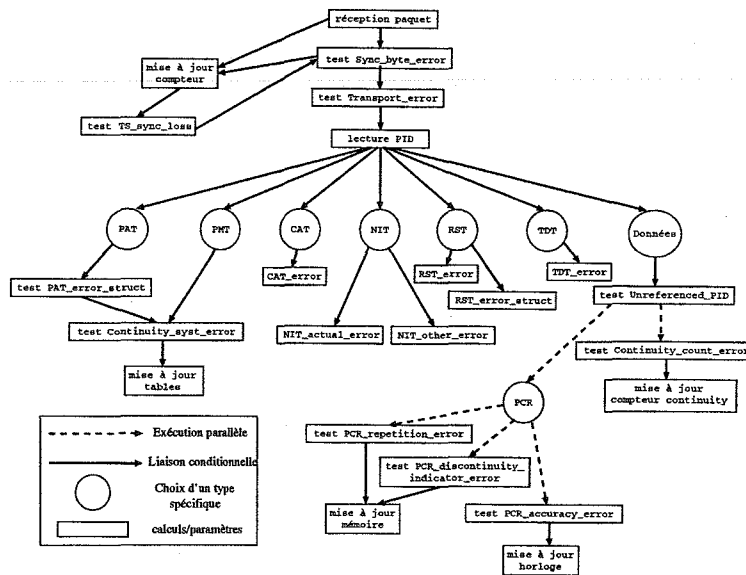 réception paquet
mise à jour
compteur
test Sync_byte_error
test Transport_error
test TS_sync_loss
lecture PID
PAT
PMT
CAT
NIT
RST
TDT
Données
CAT_error
RST_error
TDT_error
test PAT_error_struct
RST_error_struct
test Unreferenced_PID
test Continuity_syst_error
NIT_actual_error
NIT_other_error
test Continuity_count_error
mise à jour
tables
mise à jour
compteur continuity
PCR
test PCR_repetition_error
test PCR_discontinuity_
indicator_error
mise à jour
mémoire
test PCR_accuracy_error
mise à jour
horloge
Exécution parallèle
Liaison conditionnelle
Choix d'un type
spécifique
calculs/paramètres